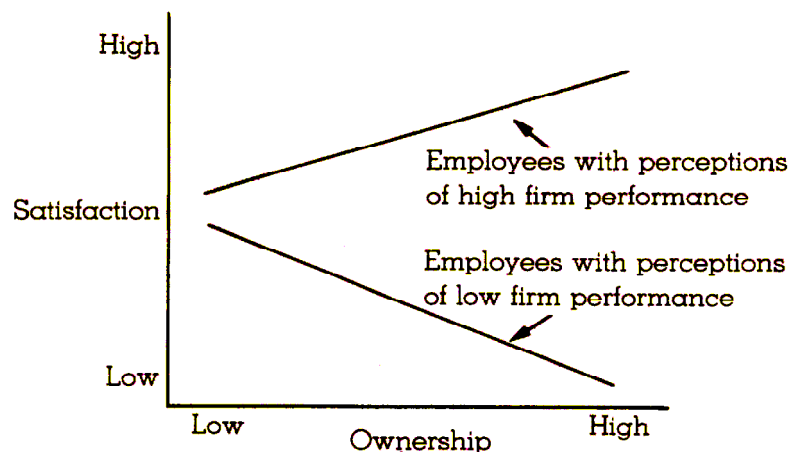 High
Employees with perceptions
of high firm performance
Satisfaction
Employees with perceptions
of low firm performance
Low
Low
High
Ownership